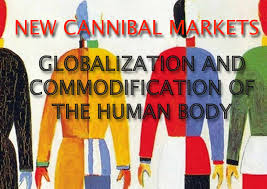 NEW CANNIBAL MARKETS
GLOBALIZATION AND
COMMODIFICATION OF
THE HUMAN BODY